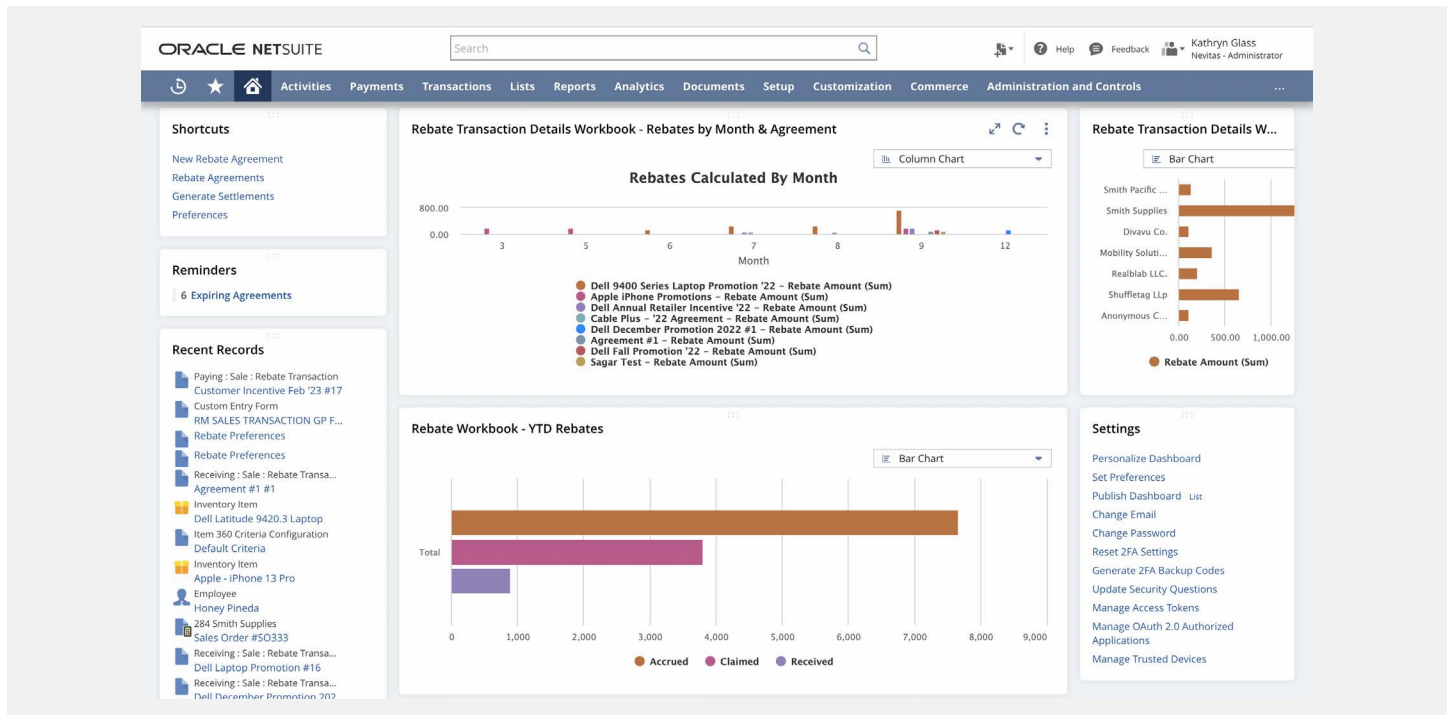 ORACLE NETSUITE
Search
Help
Feedback
Kathryn Glass
Nevitas - Administrator
Activities Payments Transactions Lists Reports Analytics Documents Setup Customization Commerce Administration and Controls ...
Shortcuts
New Rebate Agreement
Rebate Agreements
Generate Settlements
Preferences
Reminders
6 Expiring Agreements
Recent Records
Paying : Sale : Rebate Transaction
Customer Incentive Feb '23 #17
Custom Entry Form
RM SALES TRANSACTION GP F...
Rebate Preferences
Rebate Preferences
Receiving : Sale : Rebate Transa...
Agreement #1 #1
Inventory Item
Dell Latitude 9420.3 Laptop
Item 360 Criteria Configuration
Default Criteria
Inventory Item
Apple - iPhone 13 Pro
Employee
Honey Pineda
284 Smith Supplies
Sales Order #SO333
Receiving : Sale : Rebate Transa...
Dell Laptop Promotion #16
Receiving : Sale : Rebate Transa...
Dell December Promotion 202
Rebate Transaction Details Workbook - Rebates by Month & Agreement
Column Chart
Rebates Calculated By Month
800.00
0.00
3 5 6 7 8 9 12
Month
Dell 9400 Series Laptop Promotion '22 - Rebate Amount (Sum)
Apple iPhone Promotions - Rebate Amount (Sum)
Dell Annual Retailer Incentive '22 - Rebate Amount (Sum)
Cable Plus - '22 Agreement - Rebate Amount (Sum)
Dell December Promotion 2022 #1 - Rebate Amount (Sum)
Agreement #1 - Rebate Amount (Sum)
Dell Fall Promotion '22 - Rebate Amount (Sum)
Sagar Test - Rebate Amount (Sum)
Rebate Workbook - YTD Rebates
Bar Chart
Total
0 1,000 2,000 3,000 4,000 5,000 6,000 7,000 8,000 9,000
Accrued Claimed Received
Rebate Transaction Details W...
Bar Chart
Smith Pacific ...
Smith Supplies
Divavu Co.
Mobility Soluti...
Realblab LLC.
Shuffletag LLp
Anonymous C...
0.00 500.00 1,000.00
Rebate Amount (Sum)
Settings
Personalize Dashboard
Set Preferences
Publish Dashboard List
Change Email
Change Password
Reset 2FA Settings
Generate 2FA Backup Codes
Update Security Questions
Manage Access Tokens
Manage OAuth 2.0 Authorized
Applications
Manage Trusted Devices